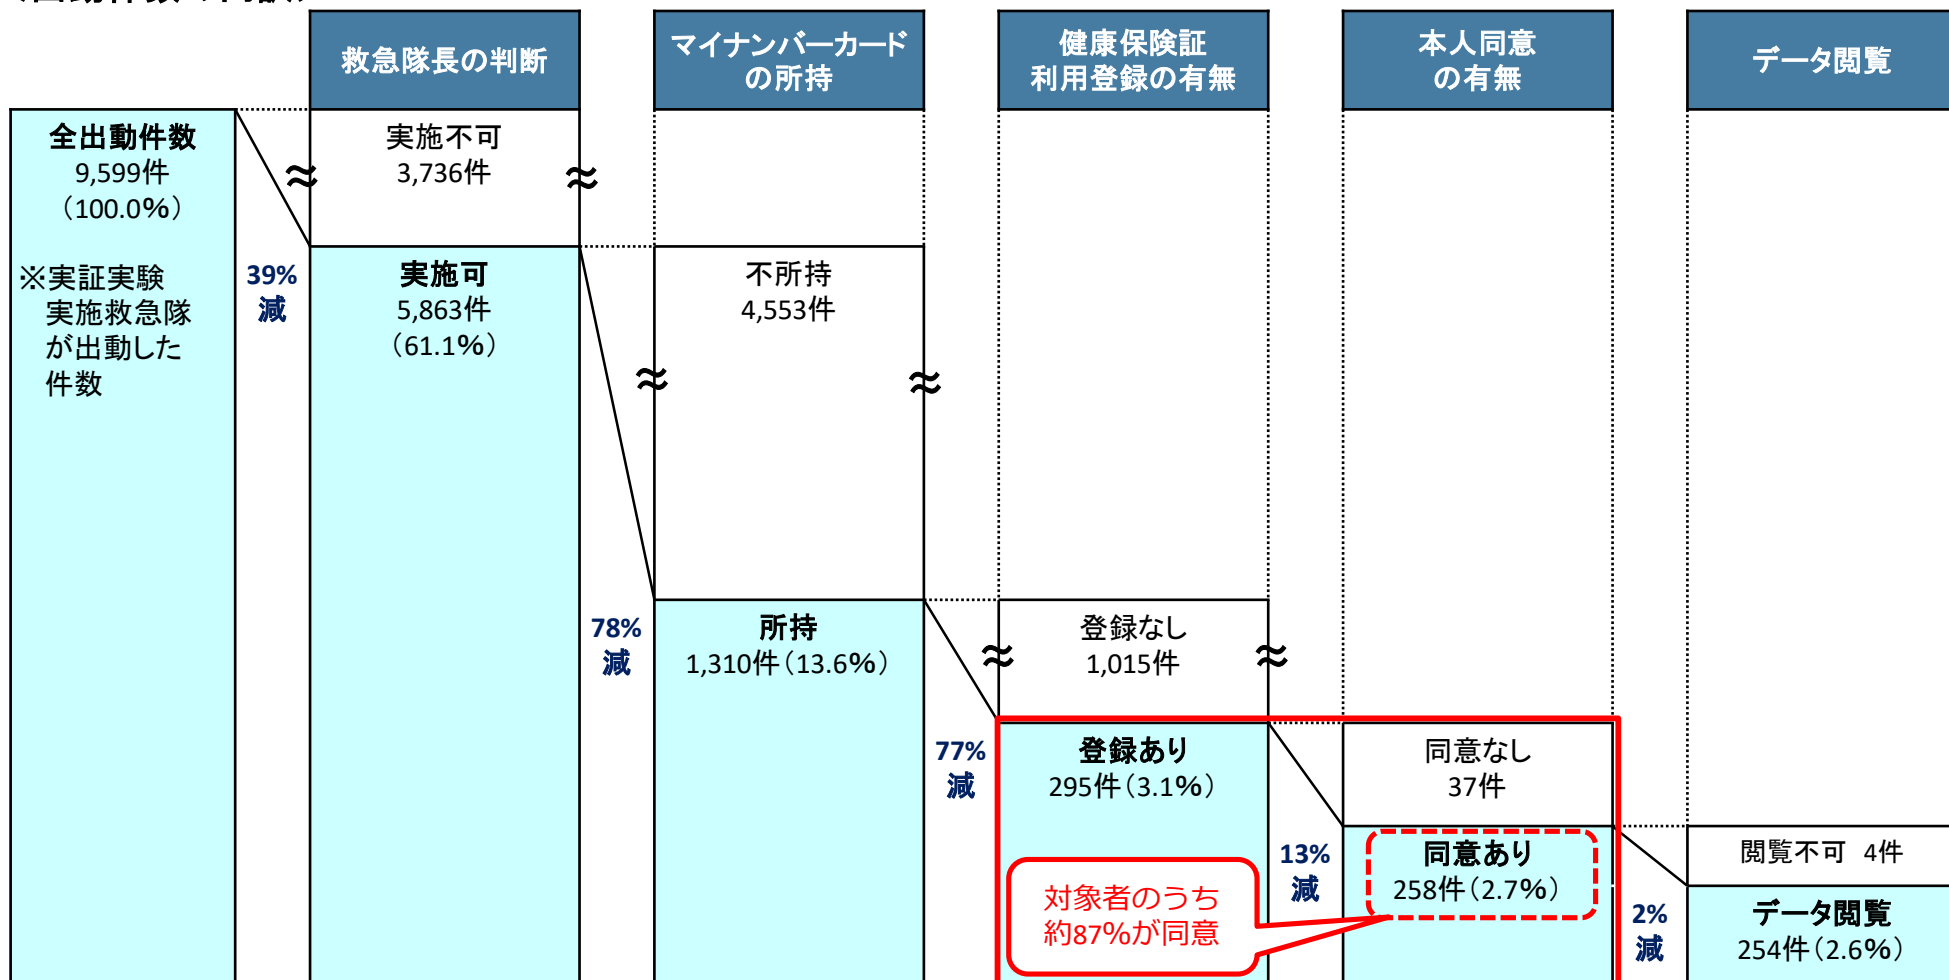 救急隊長の判断
マイナンバーカード
の所持
健康保険証
利用登録の有無
本人同意
の有無
データ閲覧
全出動件数
9,599件
（100.0%）
※実証実験
実施救急隊
が出動した
件数
39%
減
実施不可
3,736件
実施可
5,863件
（61.1%）
78%
減
不所持
4,553件
所持
1,310件（13.6%）
77%
減
登録なし
1,015件
登録あり
295件（3.1%）
対象者のうち
約87%が同意
13%
減
同意なし
37件
同意あり
258件（2.7%）
2%
減
閲覧不可 4件
データ閲覧
254件（2.6%）